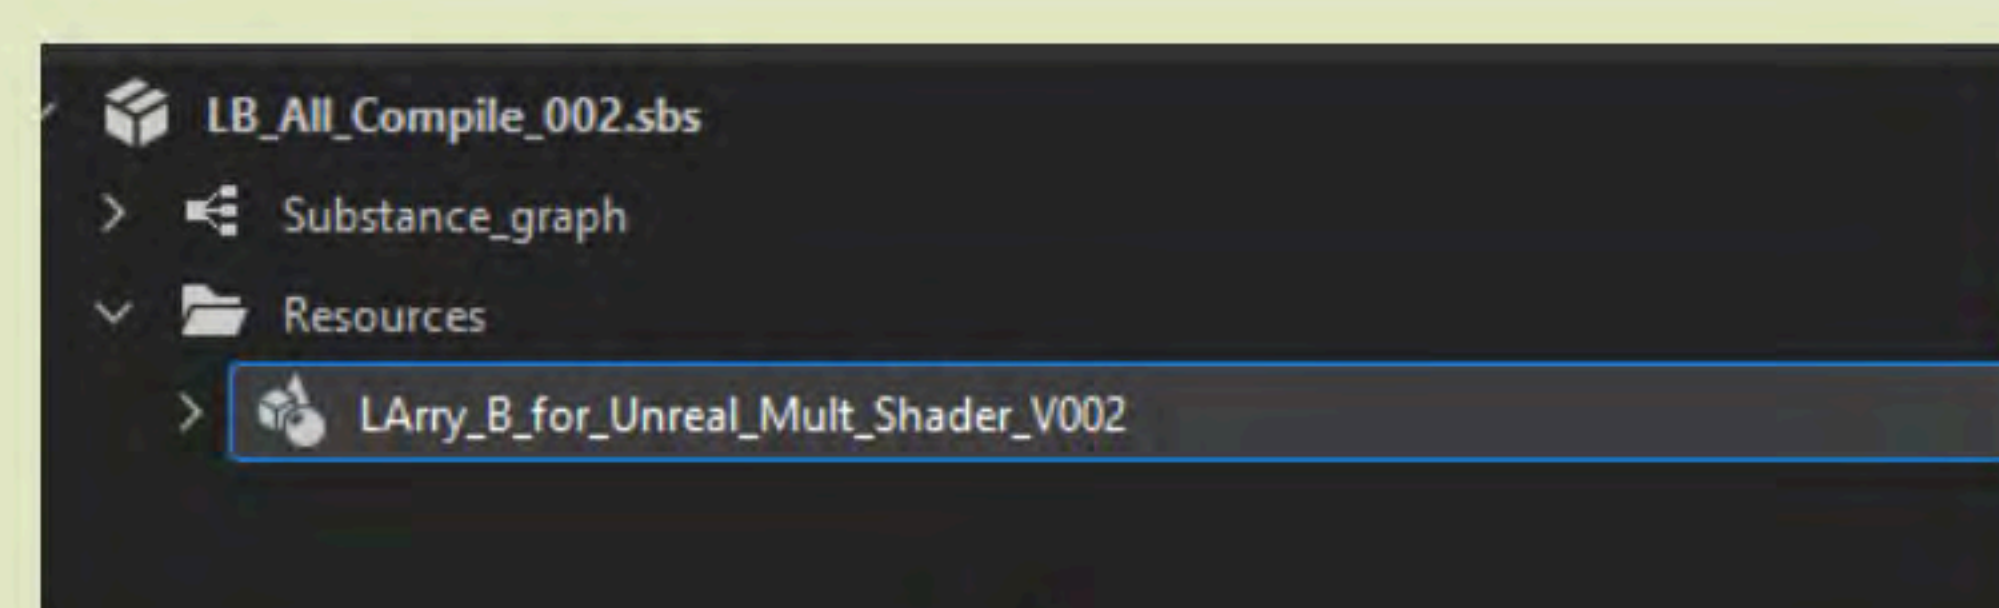 LB_All_Compile_002.sbs
Substance_graph
Resources
LArry_B_for_Unreal_Mult_Shader_V002